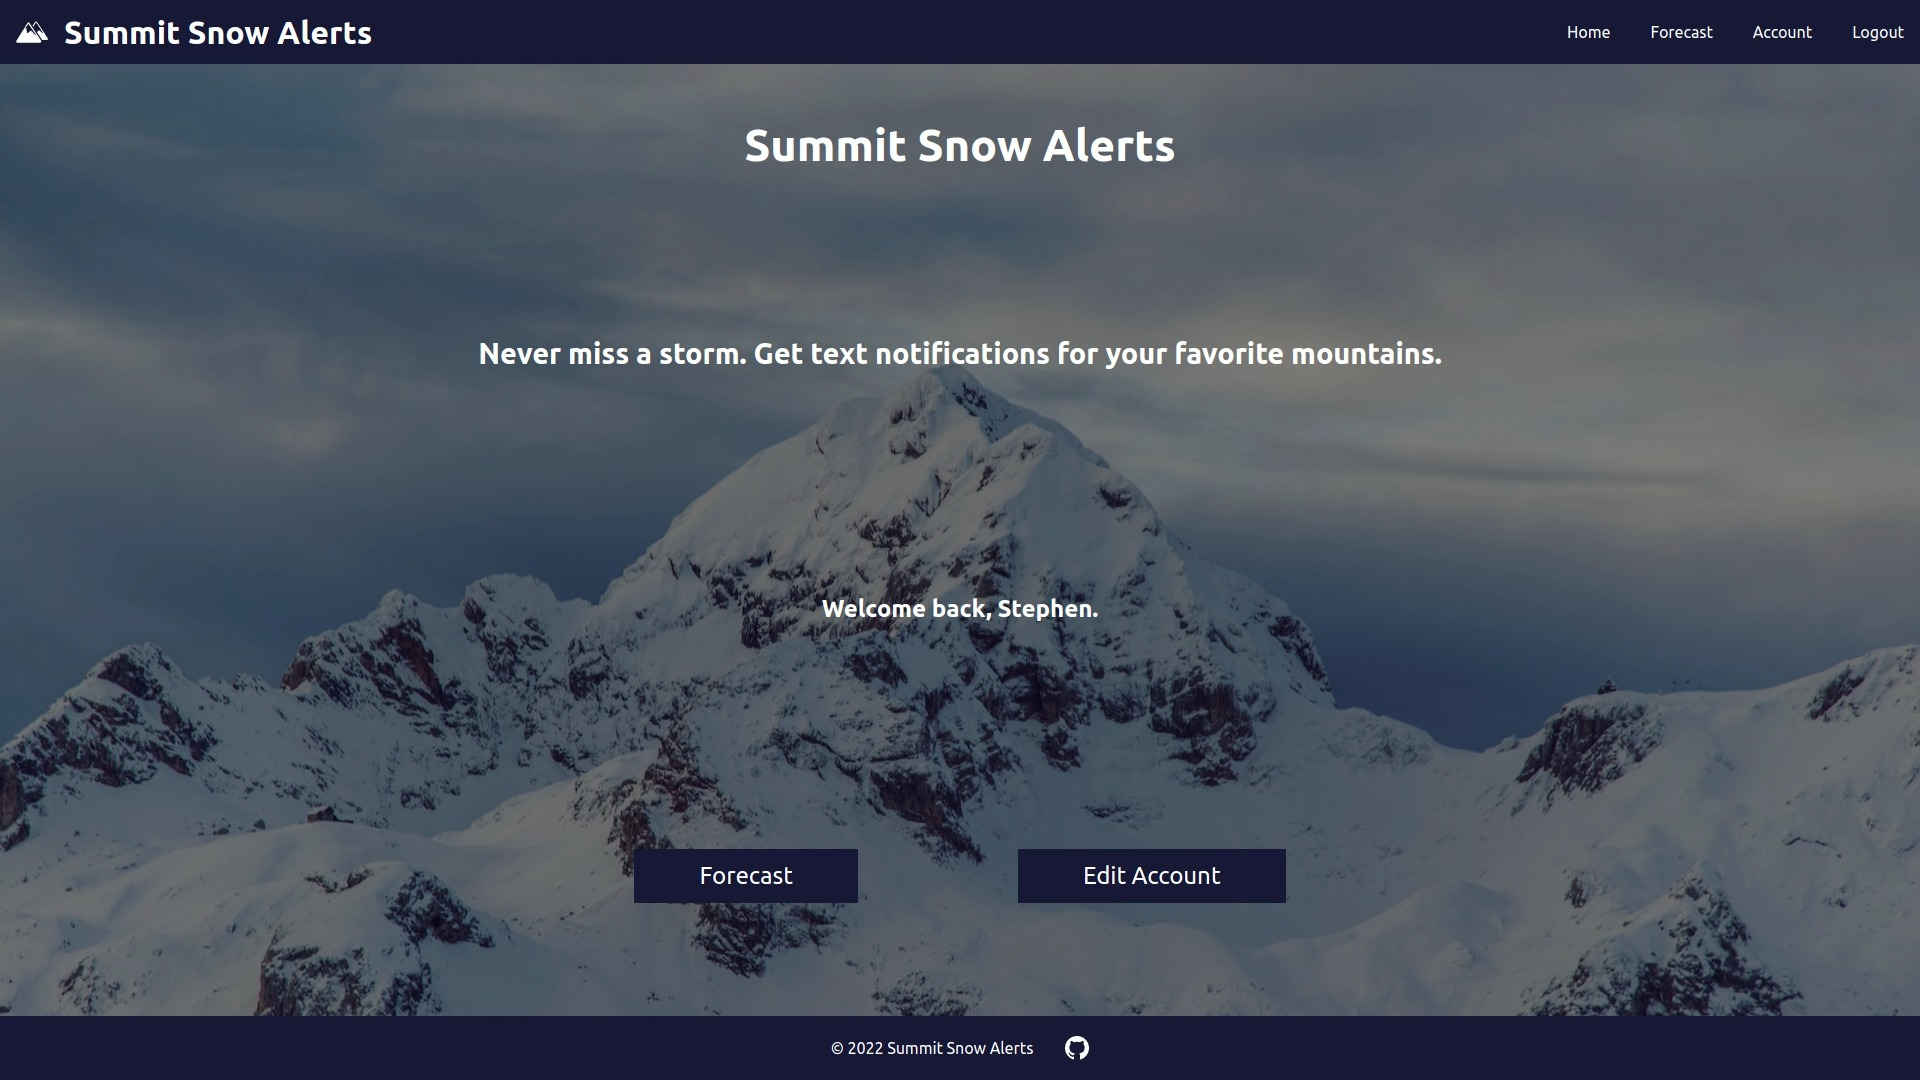 Summit Snow Alerts
Home Forecast Account Logout
Summit Snow Alerts
Never miss a storm. Get text notifications for your favorite mountains.
Welcome back, Stephen.
Forecast
Edit Account
© 2022 Summit Snow Alerts